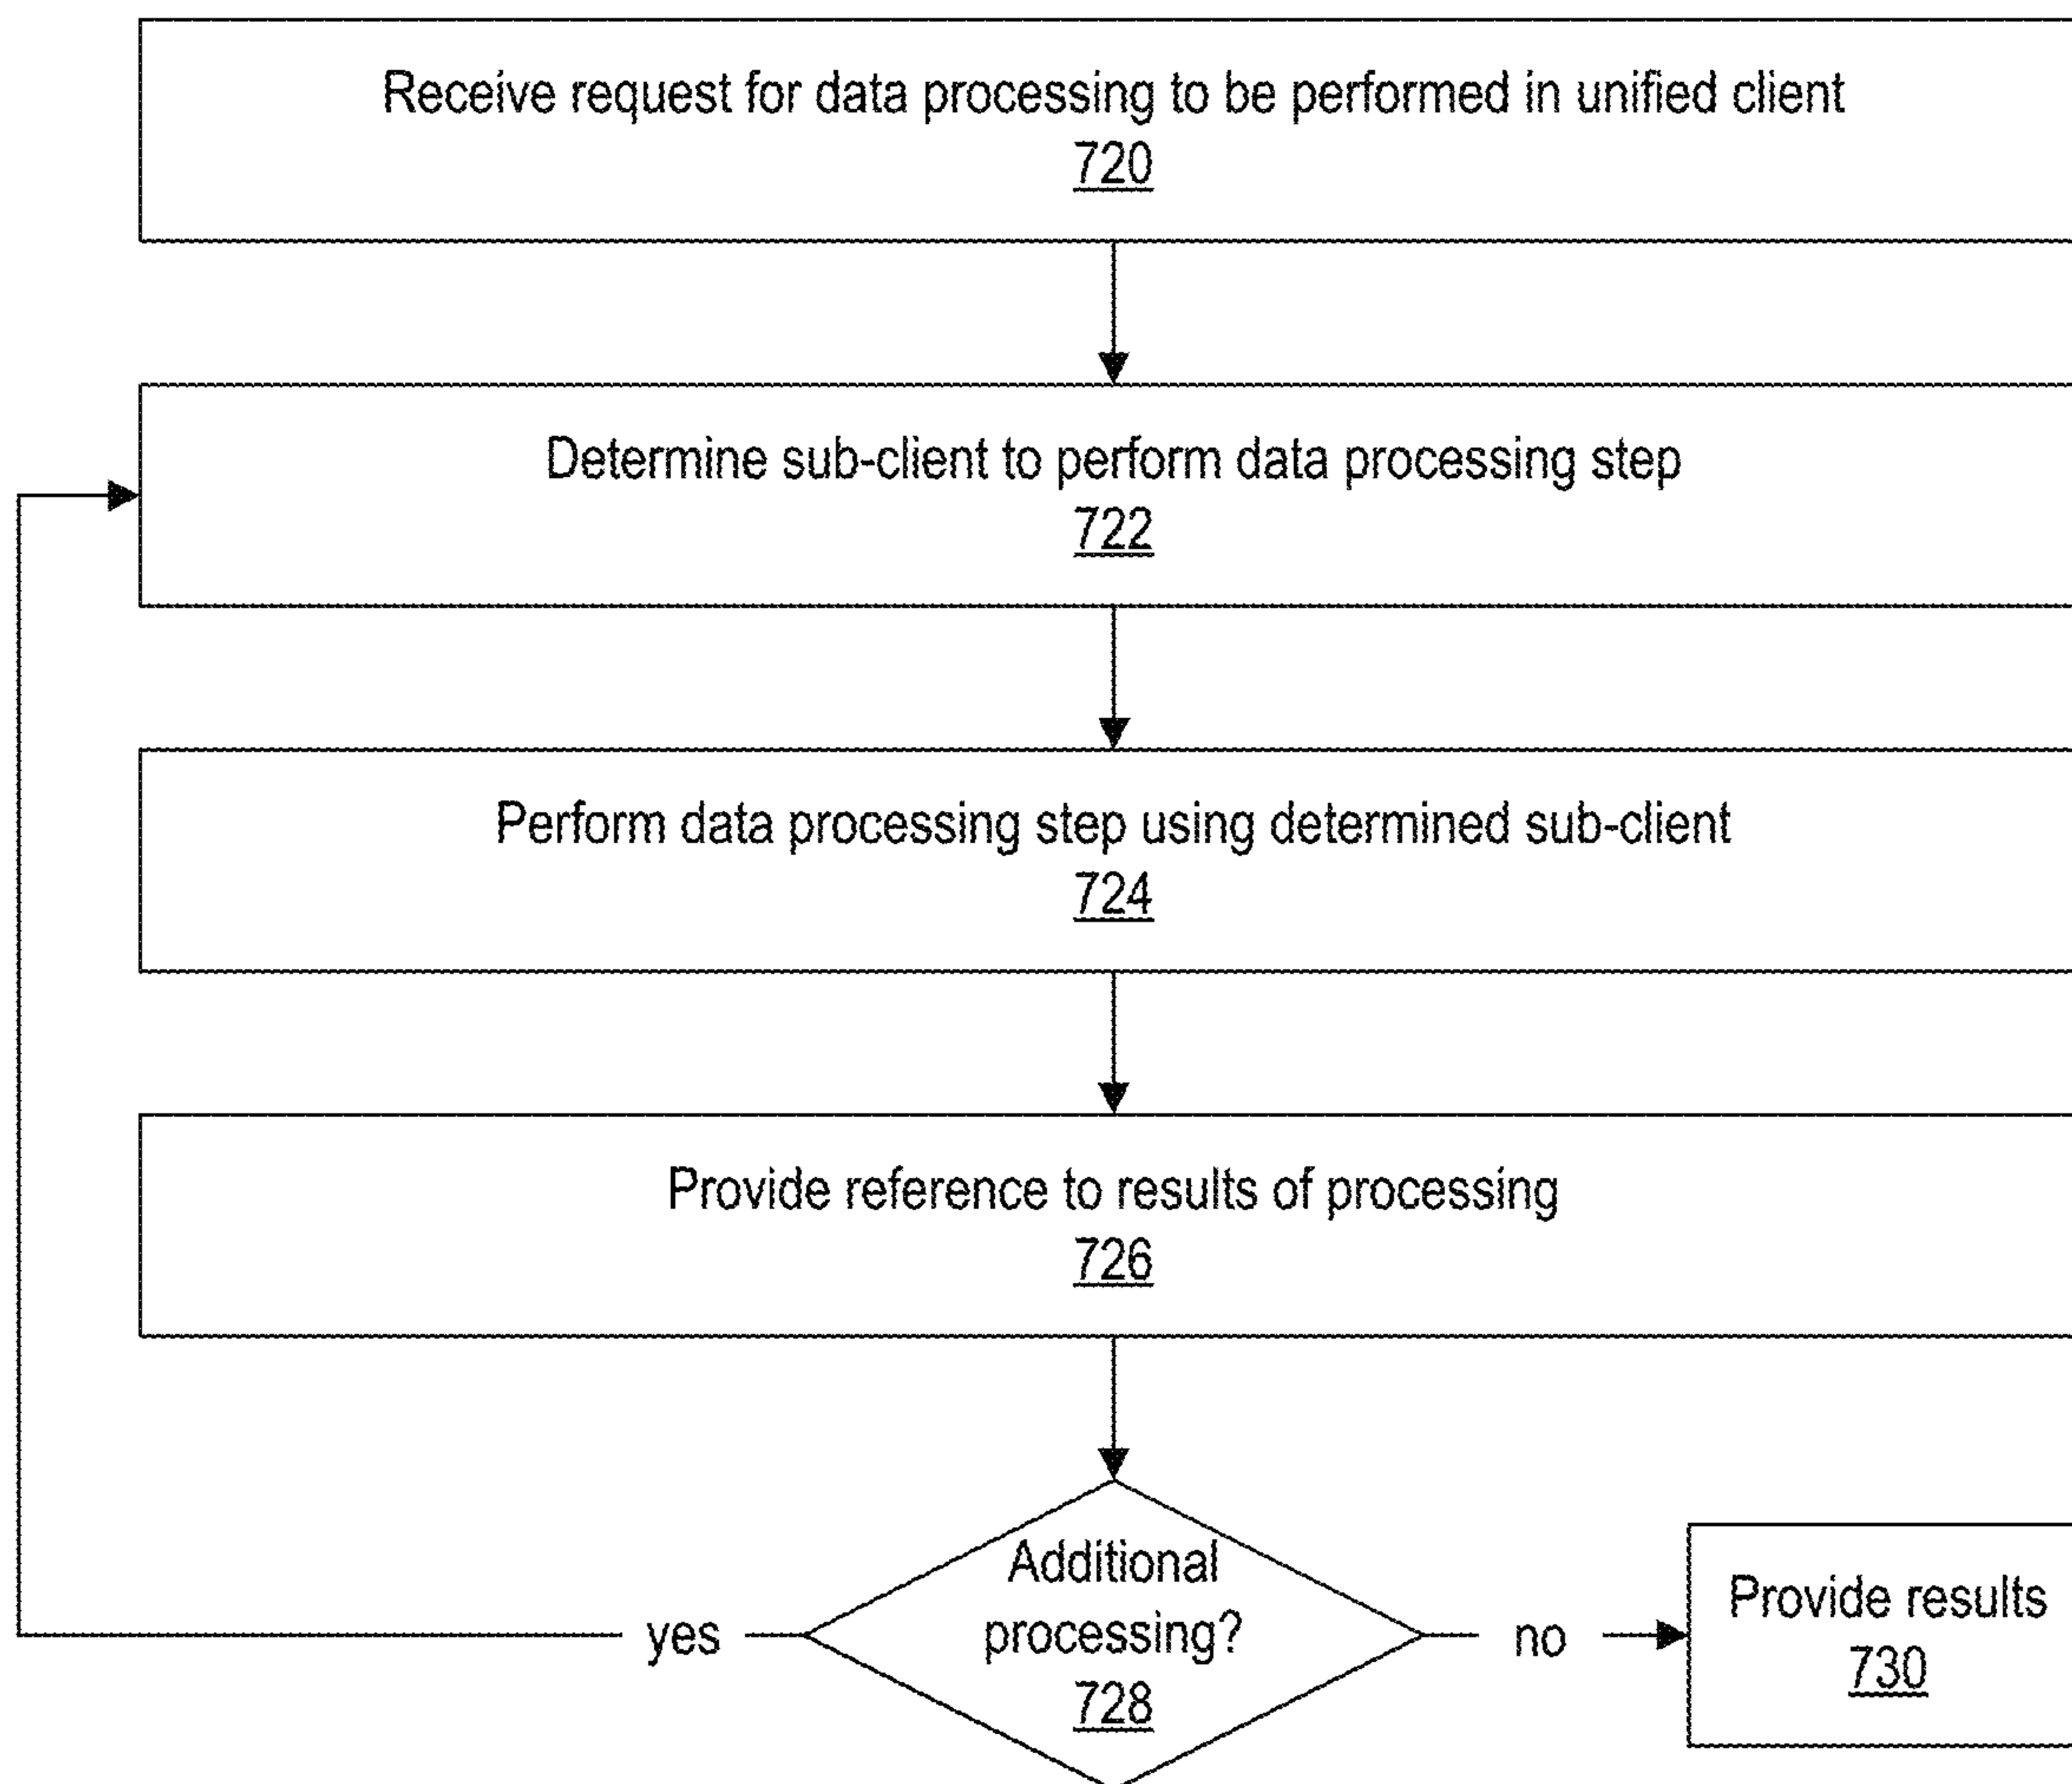 Receive request for data processing to be performed in unified client
720
Determine sub-client to perform data processing step
722
Perform data processing step using determined sub-client
724
Provide reference to results of processing
726
Additional
processing?
728
yes
no
Provide results
730